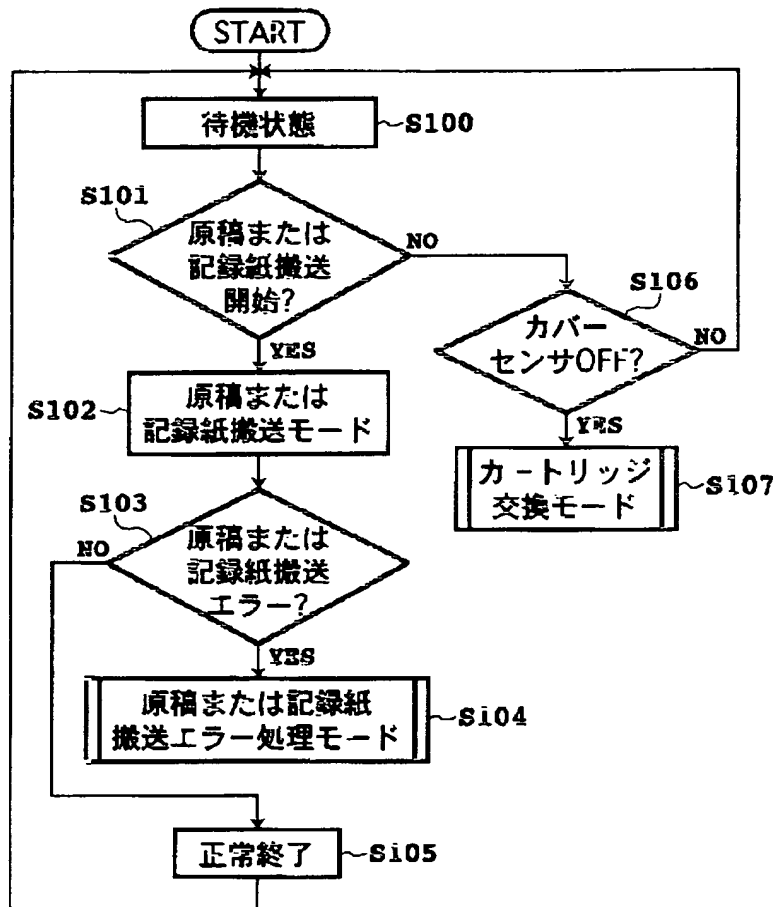 START
待機状態
S100
S101
原稿または
記録紙搬送
開始?
NO
YES
S106
カバー
センサOFF?
NO
YES
S102
原稿または
記録紙搬送モード
カートリッジ
交換モード
S107
S103
原稿または
記録紙搬送
エラー?
NO
YES
原稿または記録紙
搬送エラー処理モード
S104
正常終了
S105